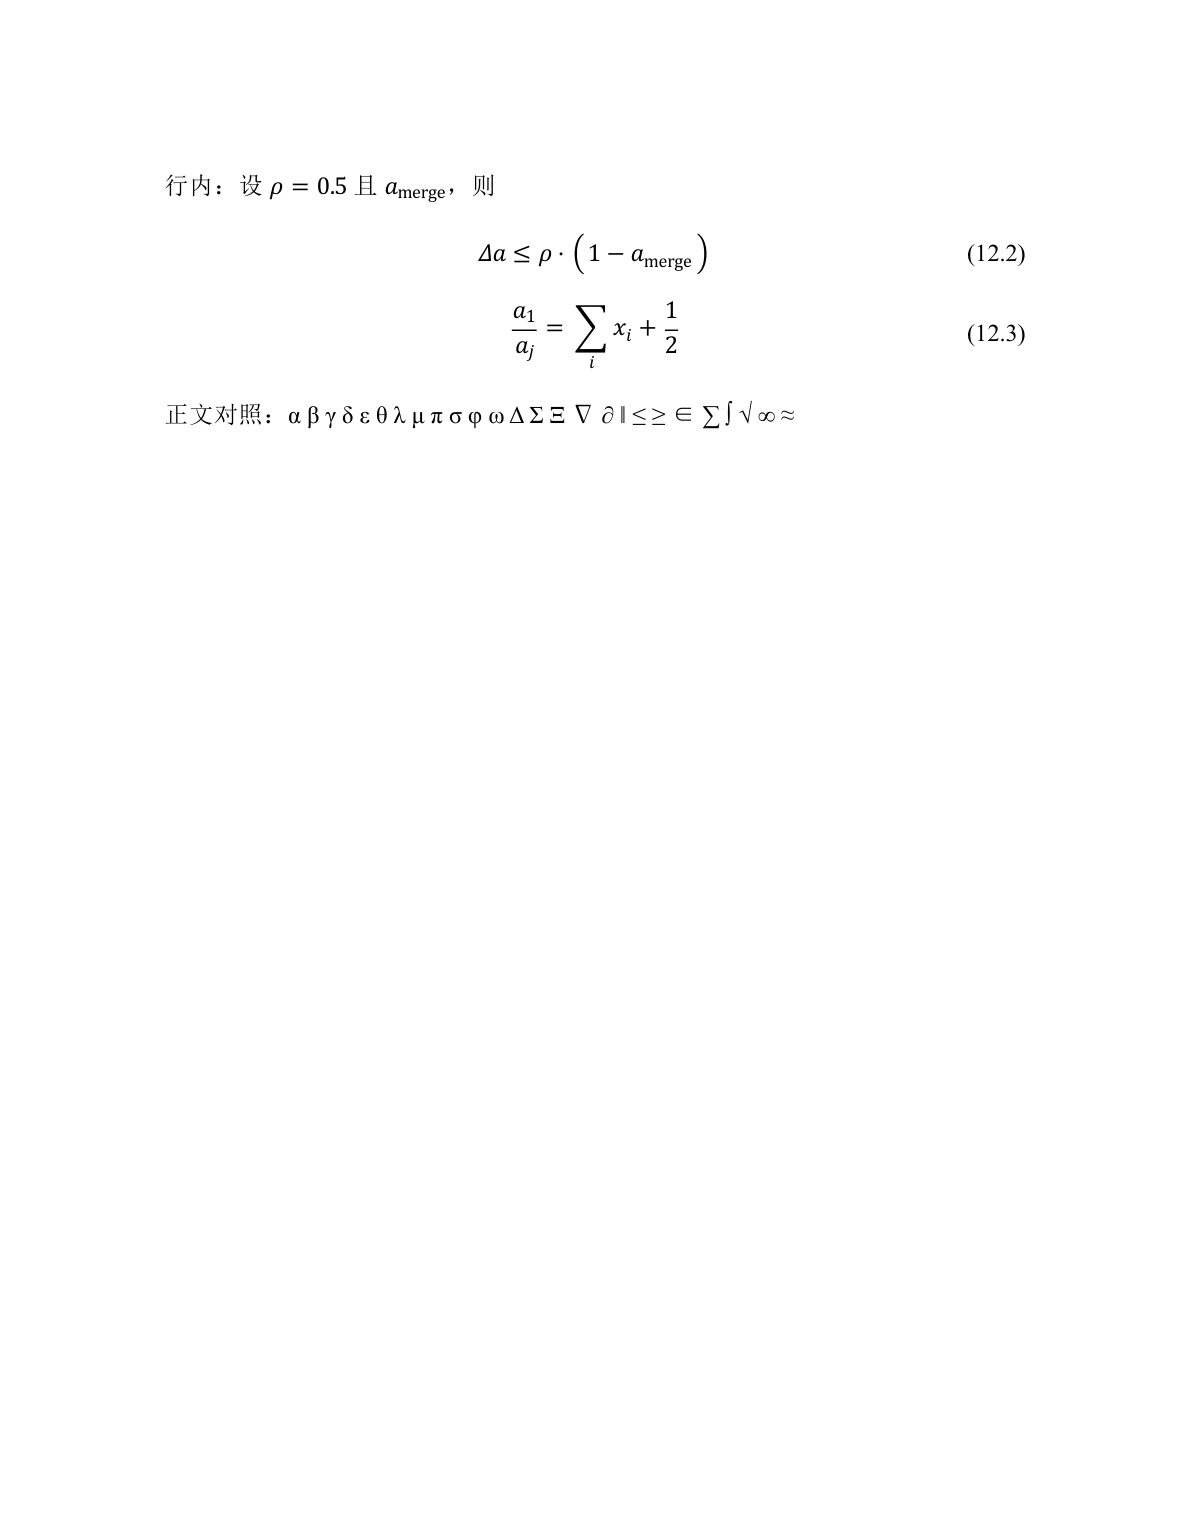 行内：设 ρ = 0.5 且 a_merge，则
Δa ≤ ρ · (1 − a_merge) (12.2)
a_1/a_j = ∑_i x_i + 1/2 (12.3)
正文对照：α β γ δ ε θ λ μ π σ φ ω Δ Σ Ξ ∇ ∂ ‖ ≤ ≥ ∈ ∑ ∫ √ ∞ ≈